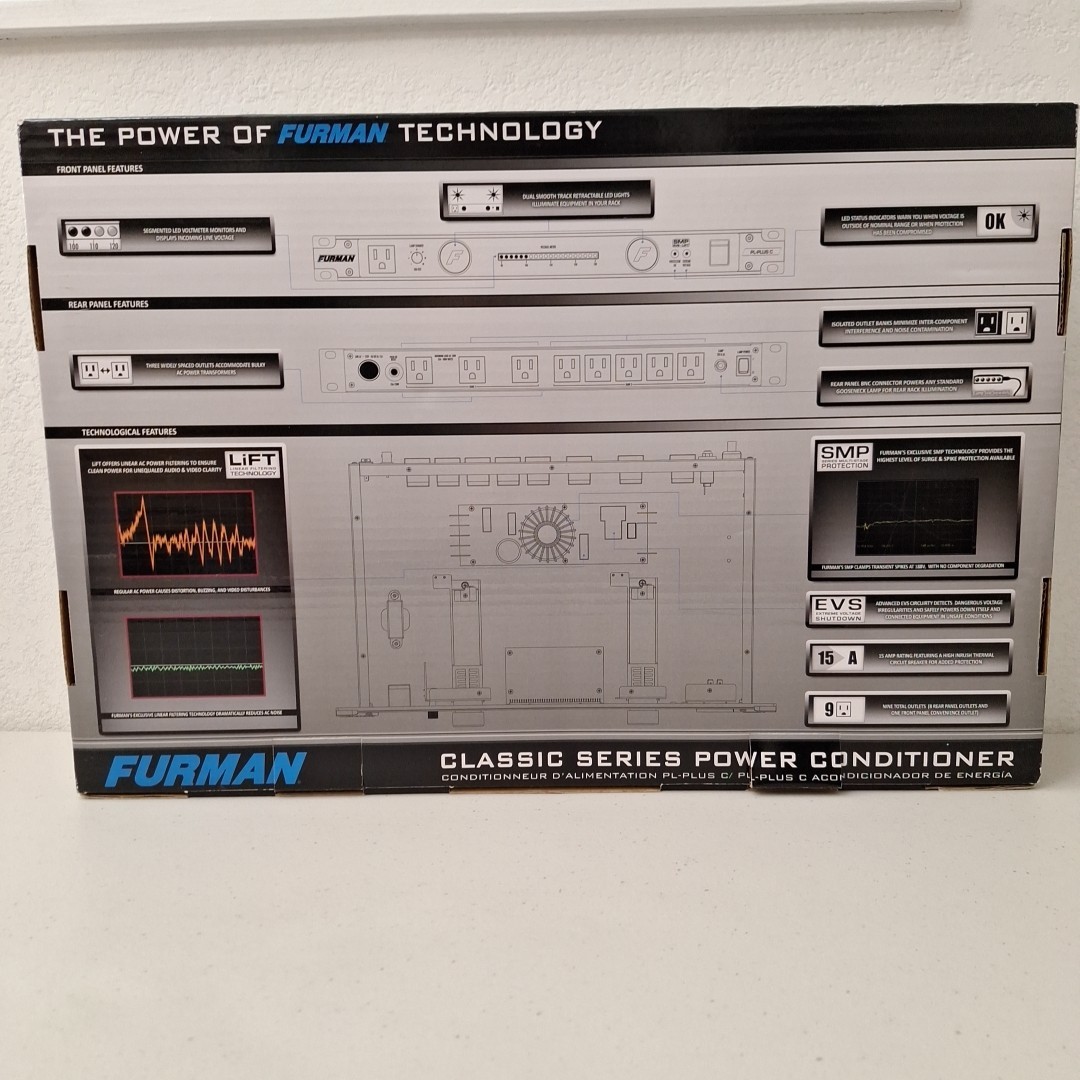 THE POWER OF FURMAN TECHNOLOGY
FRONT PANEL FEATURES
DUAL SMOOTH TRACK RETRACTABLE LED LIGHTS
ILLUMINATE EQUIPMENT IN YOUR RACK
100 110 120
SEGMENTED LED VOLTMETER MONITORS AND
DISPLAYS INCOMING LINE VOLTAGE
LED STATUS INDICATORS WARN YOU WHEN VOLTAGE IS
OUTSIDE OF NOMINAL RANGE OR WHEN PROTECTION
HAS BEEN COMPROMISED
OK
FURMAN
F
F
SMP
PL-PLUS C
REAR PANEL FEATURES
ISOLATED OUTLET BANKS MINIMIZE INTER-COMPONENT
INTERFERENCE AND NOISE CONTAMINATION
THREE WIDELY SPACED OUTLETS ACCOMMODATE BULKY
AC POWER TRANSFORMERS
REAR PANEL BNC CONNECTOR POWERS ANY STANDARD
GOOSENECK LAMP FOR REAR RACK ILLUMINATION
TECHNOLOGICAL FEATURES
LiFT OFFERS LINEAR AC POWER FILTERING TO ENSURE
CLEAN POWER FOR UNEQUALED AUDIO & VIDEO CLARITY
LiFT
LINEAR FILTERING
TECHNOLOGY
REGULAR AC POWER CAUSES DISTORTION, BUZZING, AND VIDEO DISTURBANCES
FURMAN'S EXCLUSIVE LINEAR FILTERING TECHNOLOGY DRAMATICALLY REDUCES AC NOISE
SMP
SERIES MULTI-STAGE
PROTECTION
FURMAN'S EXCLUSIVE SMP TECHNOLOGY PROVIDES THE
HIGHEST LEVEL OF SURGE & SPIKE PROTECTION AVAILABLE
FURMAN'S SMP CLAMPS TRANSIENT SPIKES AT 188V, WITH NO COMPONENT DEGRADATION
EVS
EXTREME VOLTAGE
SHUTDOWN
ADVANCED EVS CIRCUIRTY DETECTS DANGEROUS VOLTAGE
IRREGULARITIES AND SAFELY POWERS DOWN ITSELF AND
CONNECTED EQUIPMENT IN UNSAFE CONDITIONS
15 A
15 AMP RATING FEATURING A HIGH INRUSH THERMAL
CIRCUIT BREAKER FOR ADDED PROTECTION
9
NINE TOTAL OUTLETS (8 REAR PANEL OUTLETS AND
ONE FRONT PANEL CONVENIENCE OUTLET)
FURMAN
CLASSIC SERIES POWER CONDITIONER
CONDITIONNEUR D'ALIMENTATION PL-PLUS C/ PL-PLUS C ACONDICIONADOR DE ENERGÍA